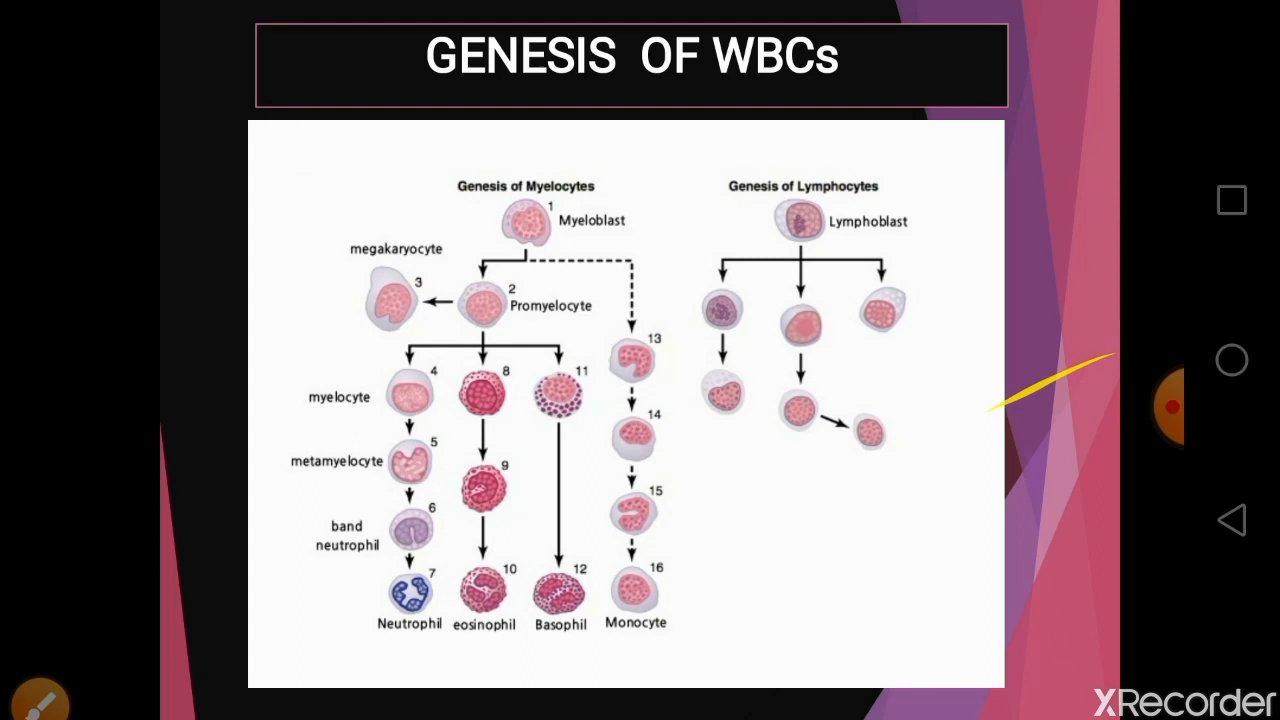 GENESIS OF WBCs
Genesis of Myelocytes
1
Myeloblast
megakaryocyte
3
2
Promyelocyte
13
4
8
11
myelocyte
14
metamyelocyte
5
9
15
6
band
neutrophil
7
10
12
16
Neutrophil
eosinophil
Basophil
Monocyte
Genesis of Lymphocytes
Lymphoblast
XRecorder